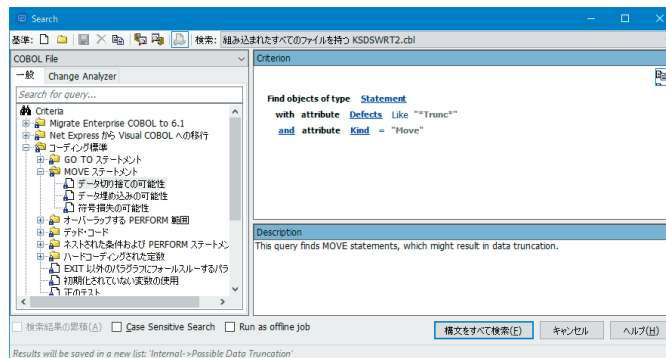 Search
基準:
検索: 組み込まれたすべてのファイルを持つ KSDSWRT2.cbl
COBOL File
一般 Change Analyzer
Search for query...
Criteria
Migrate Enterprise COBOL to 6.1
Net Express から Visual COBOL への移行
コーディング標準
GO TO ステートメント
MOVE ステートメント
データ切り捨ての可能性
データ埋め込みの可能性
符号損失の可能性
オーバーラップする PERFORM 範囲
デッド・コード
ネストされた条件および PERFORM ステートメン
ハードコーディングされた定数
EXIT 以外のパラグラフにフォールスルーするパラ
初期化されていない変数の使用
正のテスト
Criterion
Find objects of type Statement
with attribute Defects Like "*Trunc*"
and attribute Kind = "Move"
Description
This query finds MOVE statements, which might result in data truncation.
検索結果の累積(A) Case Sensitive Search Run as offline job
構文をすべて検索(F) キャンセル ヘルプ(H)
Results will be saved in a new list: 'Internal->Possible Data Truncation'